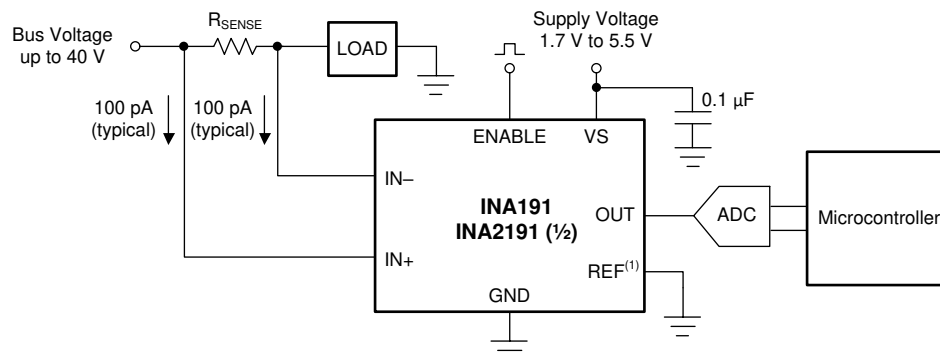 Bus Voltage
up to 40 V
RSENSE
LOAD
Supply Voltage
1.7 V to 5.5 V
100 pA
(typical)
100 pA
(typical)
0.1 µF
ENABLE
VS
IN–
INA191
INA2191 (½)
OUT
ADC
Microcontroller
IN+
REF(1)
GND